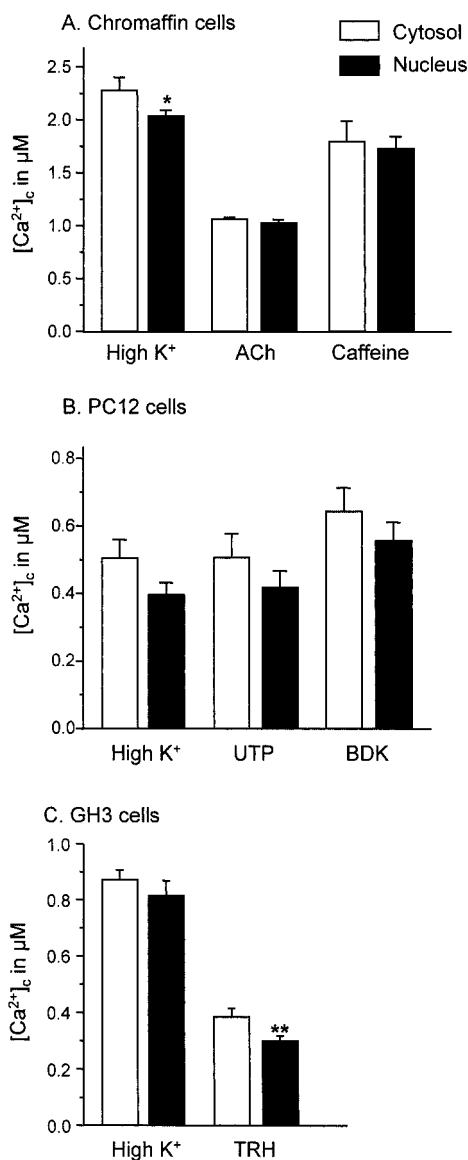 A. Chromaffin cells
Cytosol
Nucleus
[Ca²⁺]c in µM
2.5
2.0
1.5
1.0
0.5
0.0
*
High K⁺ ACh Caffeine
B. PC12 cells
[Ca²⁺]c in µM
0.8
0.6
0.4
0.2
0.0
High K⁺ UTP BDK
C. GH3 cells
[Ca²⁺]c in µM
1.0
0.8
0.6
0.4
0.2
0.0
**
High K⁺ TRH